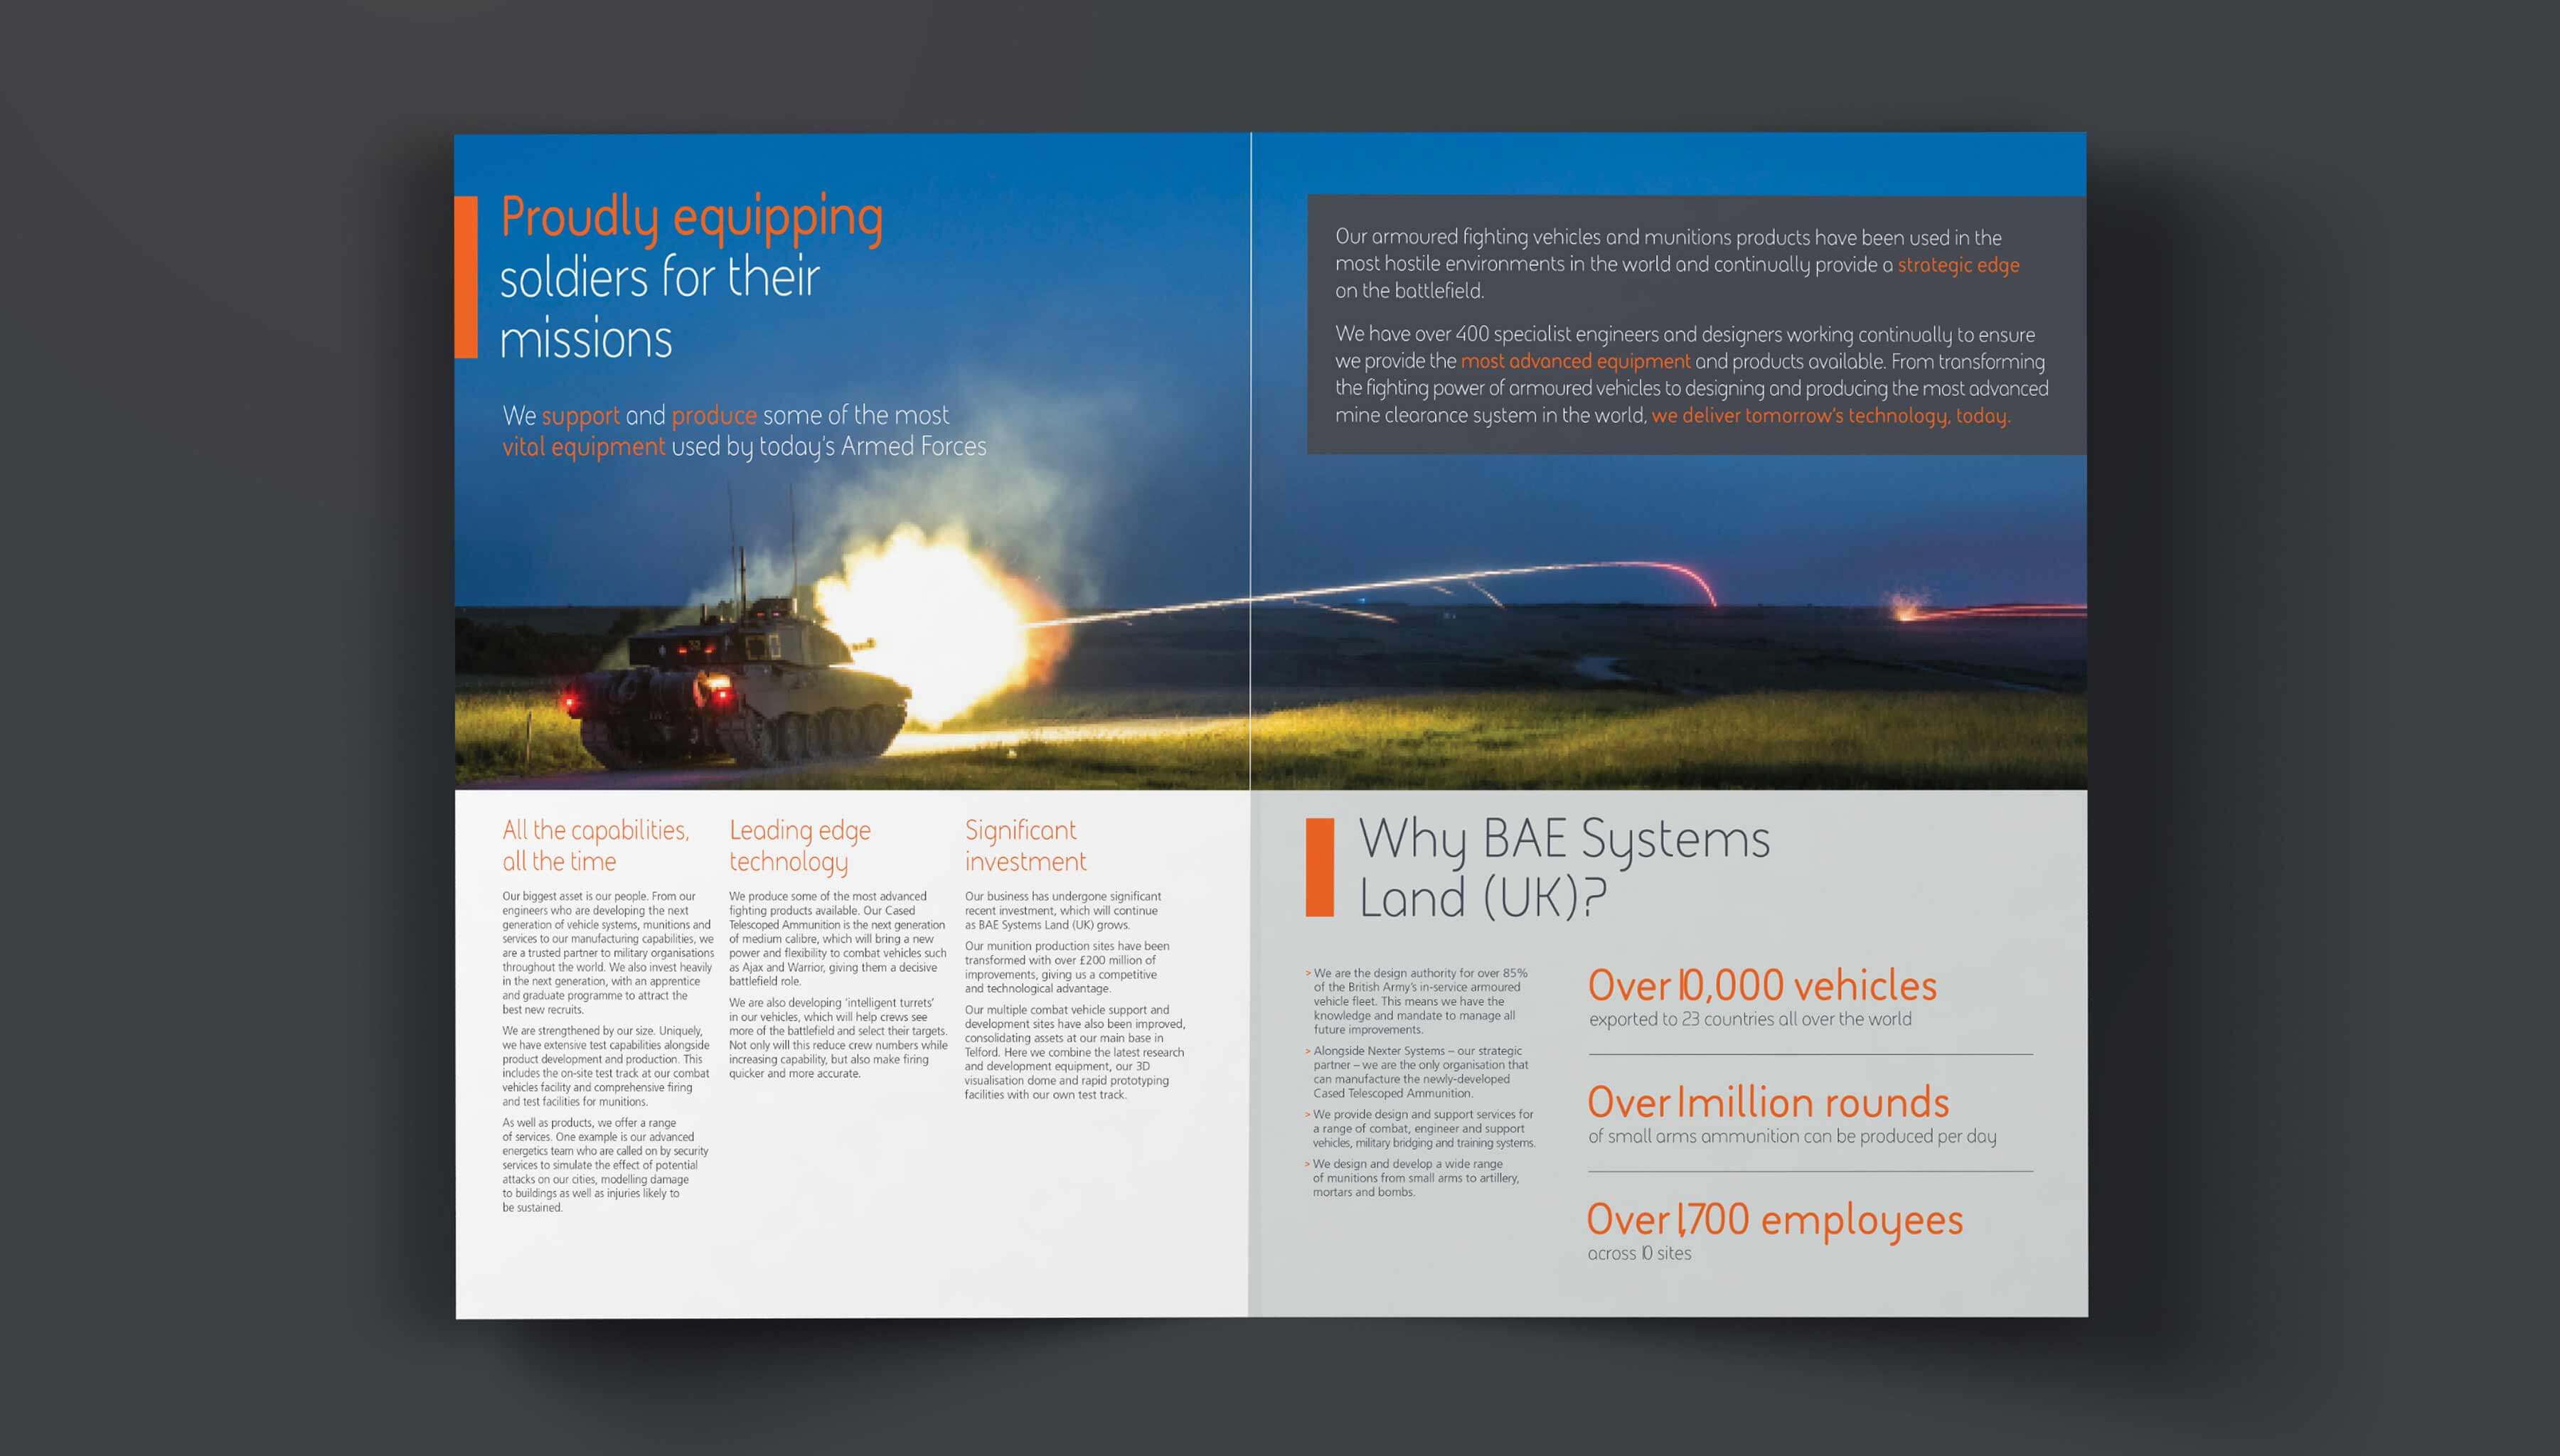 Proudly equipping
soldiers for their
missions
We support and produce some of the most
vital equipment used by today's Armed Forces
Our armoured fighting vehicles and munitions products have been used in the
most hostile environments in the world and continually provide a strategic edge
on the battlefield.
We have over 400 specialist engineers and designers working continually to ensure
we provide the most advanced equipment and products available. From transforming
the fighting power of armoured vehicles to designing and producing the most advanced
mine clearance system in the world, we deliver tomorrow's technology, today.
All the capabilities,
all the time
Our biggest asset is our people. From our
engineers who are developing the next
generation of vehicle systems, munitions and
services to our manufacturing capabilities, we
are a trusted partner to military organisations
throughout the world. We also invest heavily
in the next generation, with an apprentice
and graduate programme to attract the
best new recruits.
We are strengthened by our size. Uniquely,
we have extensive test capabilities alongside
product development and production. This
includes the on-site test track at our combat
vehicles facility and comprehensive firing
and test facilities for munitions.
As well as products, we offer a range
of services. One example is our advanced
energetics team who are called on by security
services to simulate the effect of potential
attacks on our cities, modelling damage
to buildings as well as injuries likely to
be sustained.
Leading edge
technology
We produce some of the most advanced
fighting products available. Our Cased
Telescoped Ammunition is the next generation
of medium calibre, which will bring a new
power and flexibility to combat vehicles such
as Ajax and Warrior, giving them a decisive
battlefield role.
We are also developing 'intelligent turrets'
in our vehicles, which will help crews see
more of the battlefield and select their targets.
Not only will this reduce crew numbers while
increasing capability, but also make firing
quicker and more accurate.
Significant
investment
Our business has undergone significant
recent investment, which will continue
as BAE Systems Land (UK) grows.
Our munition production sites have been
transformed with over £200 million of
improvements, giving us a competitive
and technological advantage.
Our multiple combat vehicle support and
development sites have also been improved,
consolidating assets at our main base in
Telford. Here we combine the latest research
and development equipment, our 3D
visualisation dome and rapid prototyping
facilities with our own test track.
Why BAE Systems
Land (UK)?
> We are the design authority for over 85%
of the British Army's in-service armoured
vehicle fleet. This means we have the
knowledge and mandate to manage all
future improvements.
> Alongside Nexter Systems – our strategic
partner – we are the only organisation that
can manufacture the newly-developed
Cased Telescoped Ammunition.
> We provide design and support services for
a range of combat, engineer and support
vehicles, military bridging and training systems.
> We design and develop a wide range
of munitions from small arms to artillery,
mortars and bombs.
Over 10,000 vehicles
exported to 23 countries all over the world
Over 1 million rounds
of small arms ammunition can be produced per day
Over 1,700 employees
across 10 sites